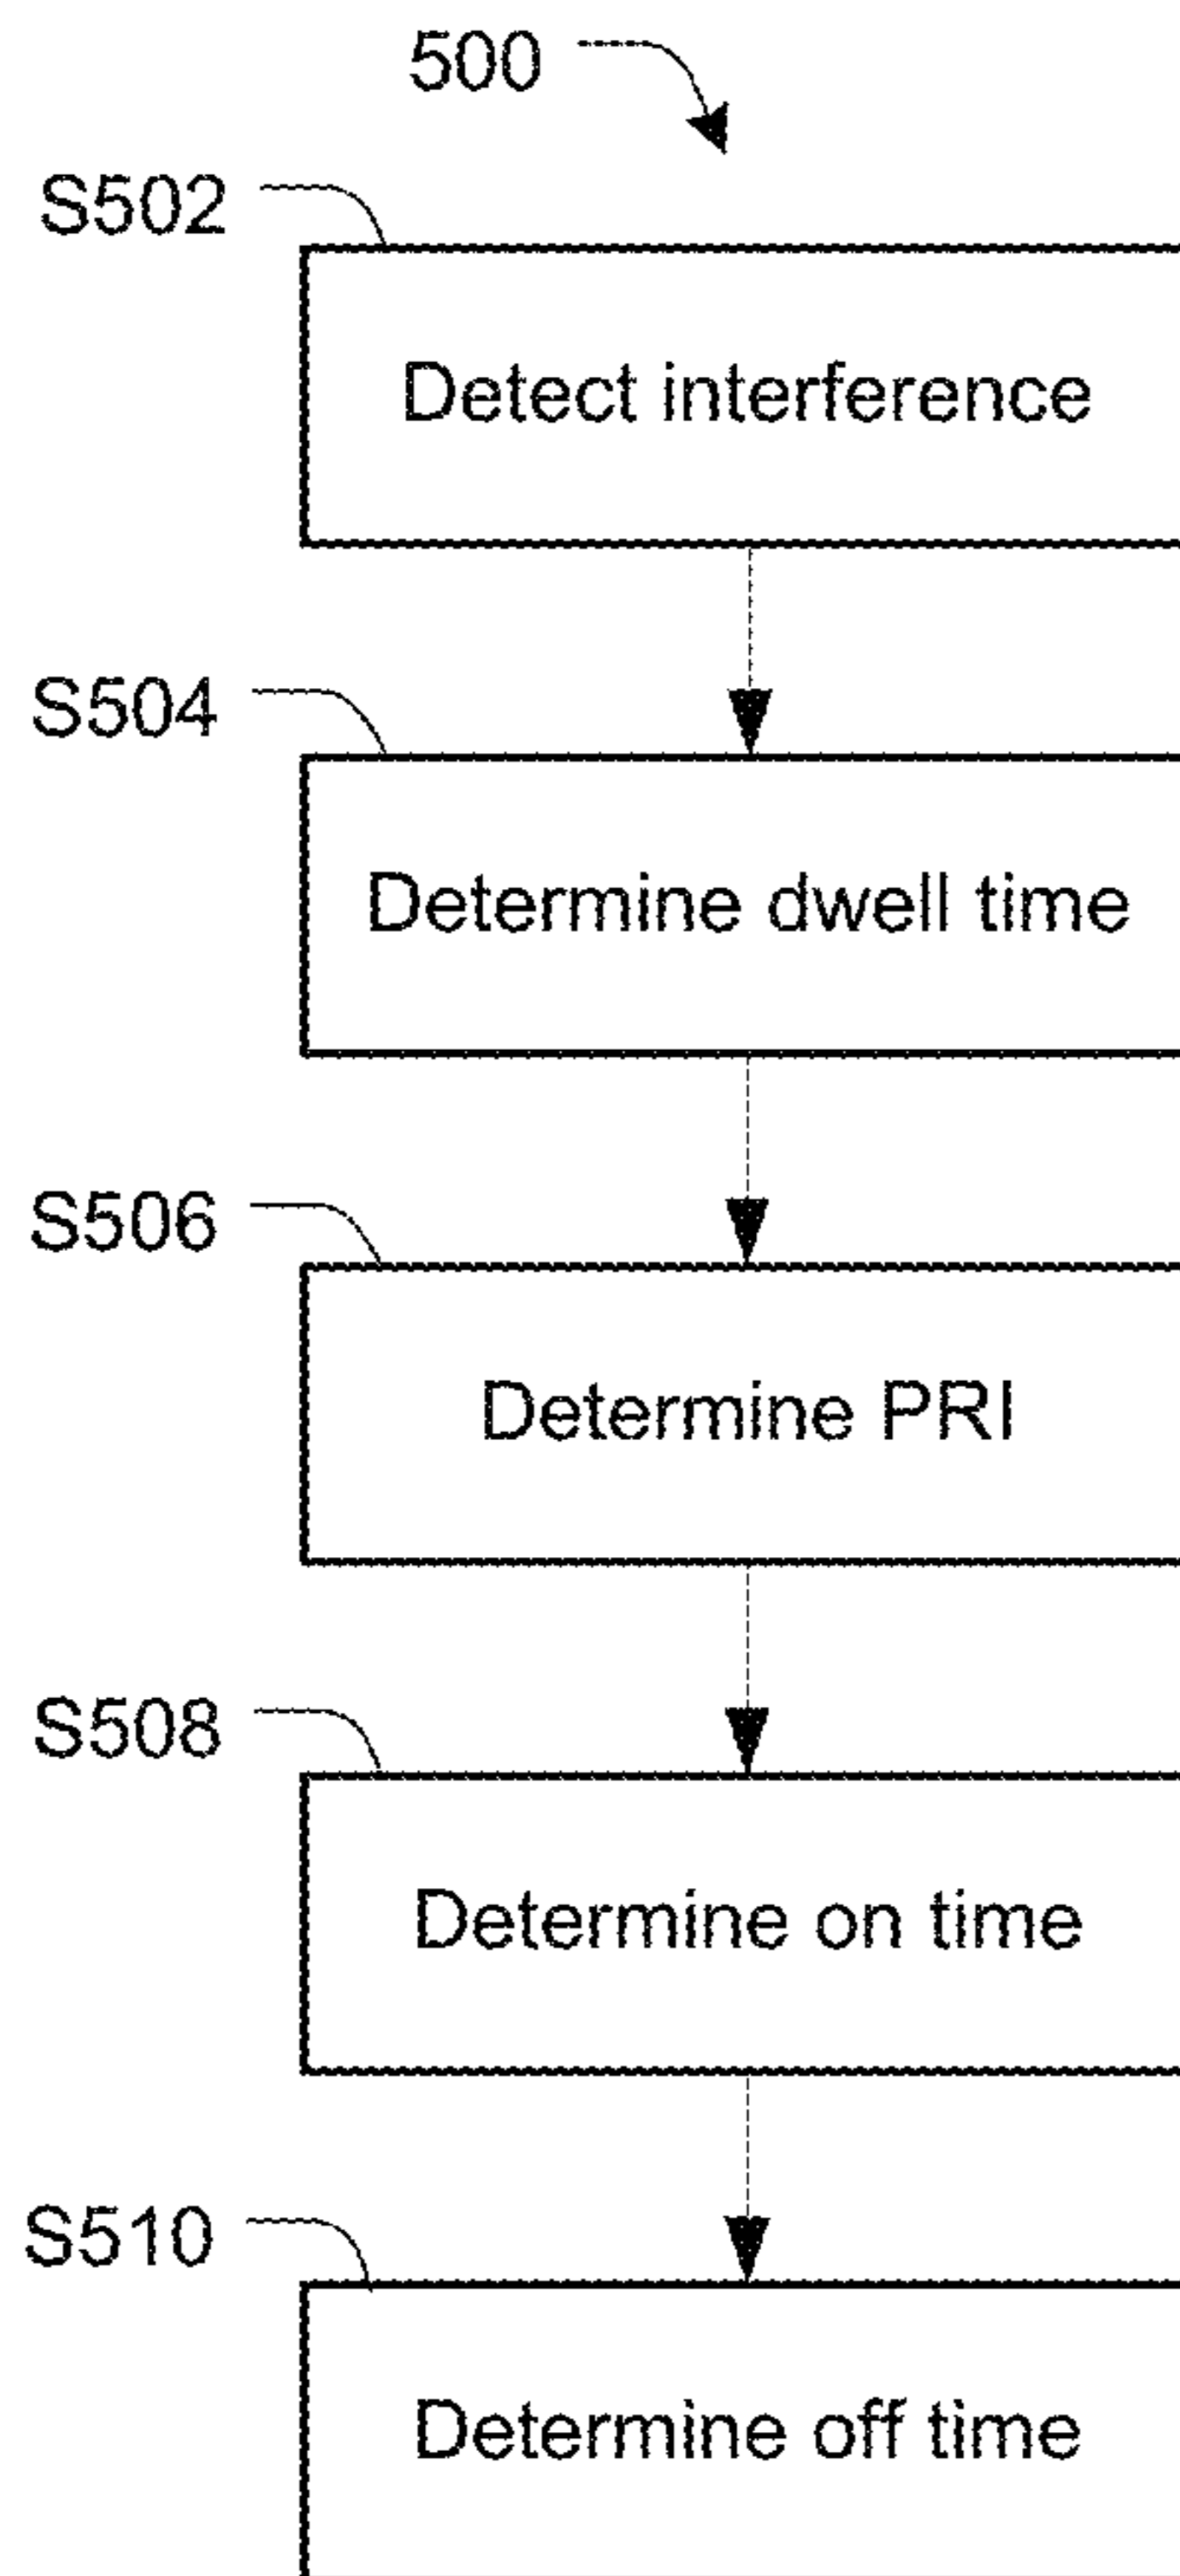 500
S502
Detect interference
S504
Determine dwell time
S506
Determine PRI
S508
Determine on time
S510
Determine off time